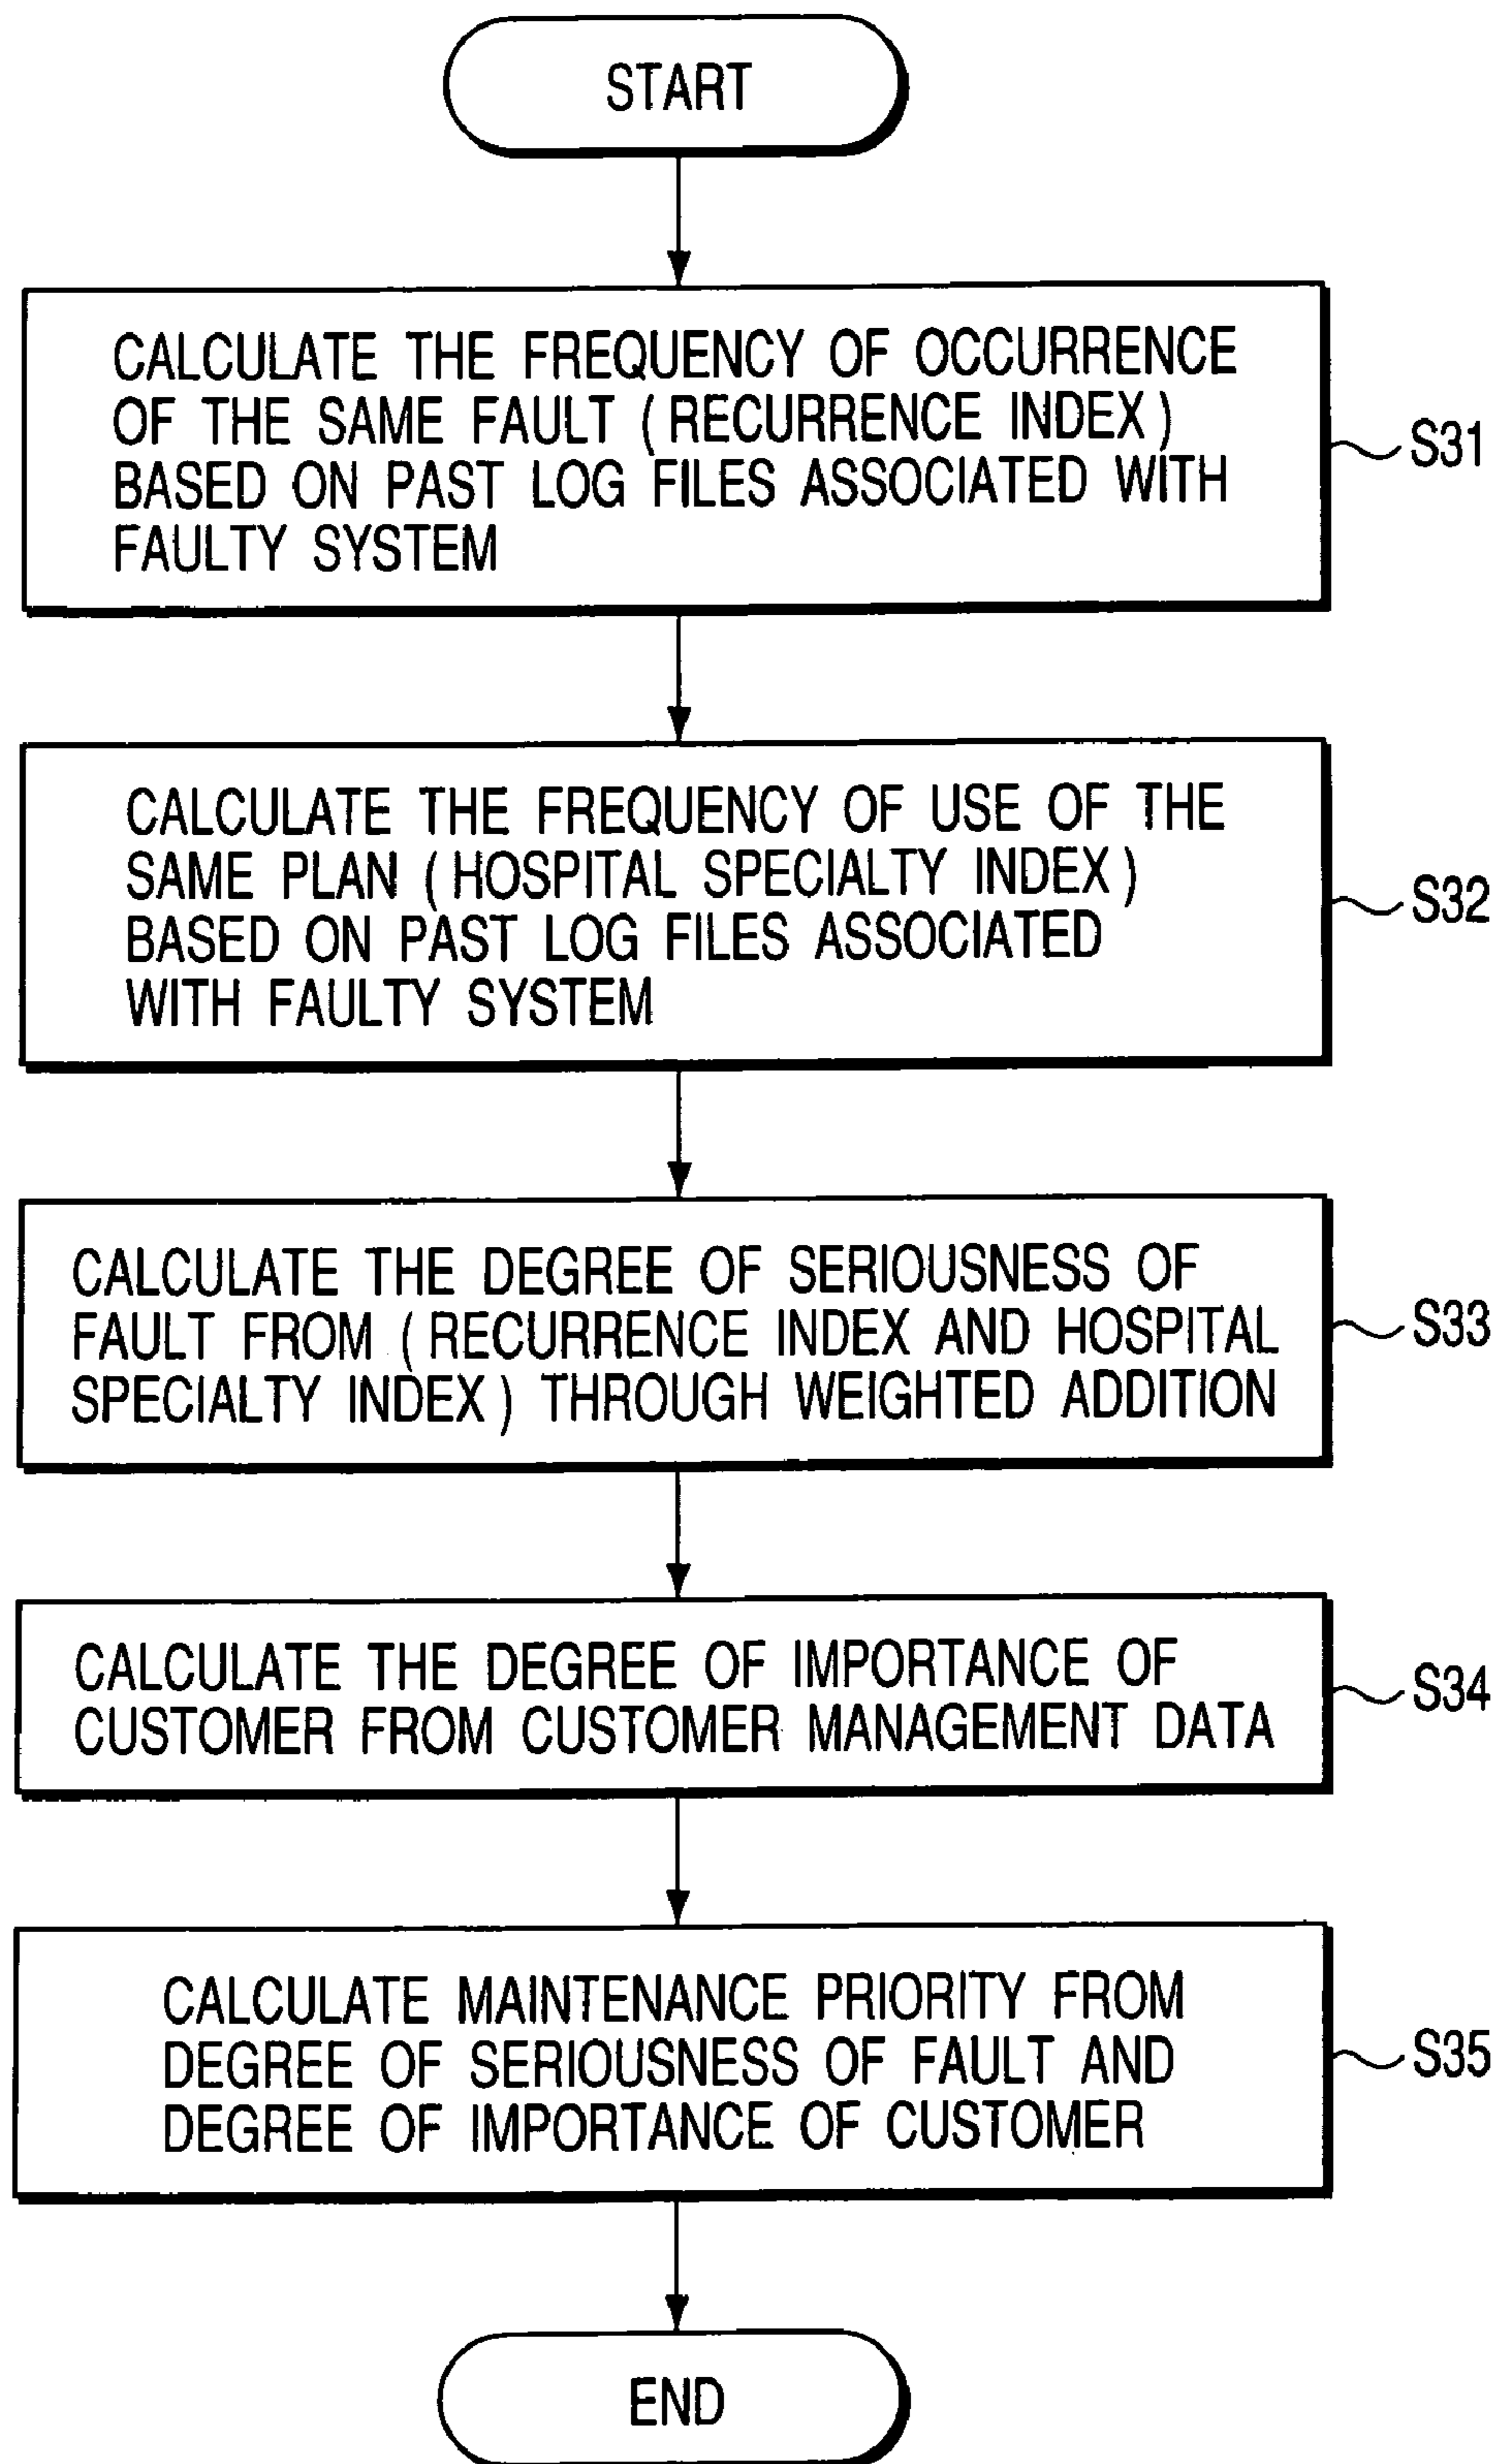 START
CALCULATE THE FREQUENCY OF OCCURRENCE
OF THE SAME FAULT (RECURRENCE INDEX)
BASED ON PAST LOG FILES ASSOCIATED WITH
FAULTY SYSTEM
S31
CALCULATE THE FREQUENCY OF USE OF THE
SAME PLAN (HOSPITAL SPECIALTY INDEX)
BASED ON PAST LOG FILES ASSOCIATED
WITH FAULTY SYSTEM
S32
CALCULATE THE DEGREE OF SERIOUSNESS OF
FAULT FROM (RECURRENCE INDEX AND HOSPITAL
SPECIALTY INDEX) THROUGH WEIGHTED ADDITION
S33
CALCULATE THE DEGREE OF IMPORTANCE OF
CUSTOMER FROM CUSTOMER MANAGEMENT DATA
S34
CALCULATE MAINTENANCE PRIORITY FROM
DEGREE OF SERIOUSNESS OF FAULT AND
DEGREE OF IMPORTANCE OF CUSTOMER
S35
END